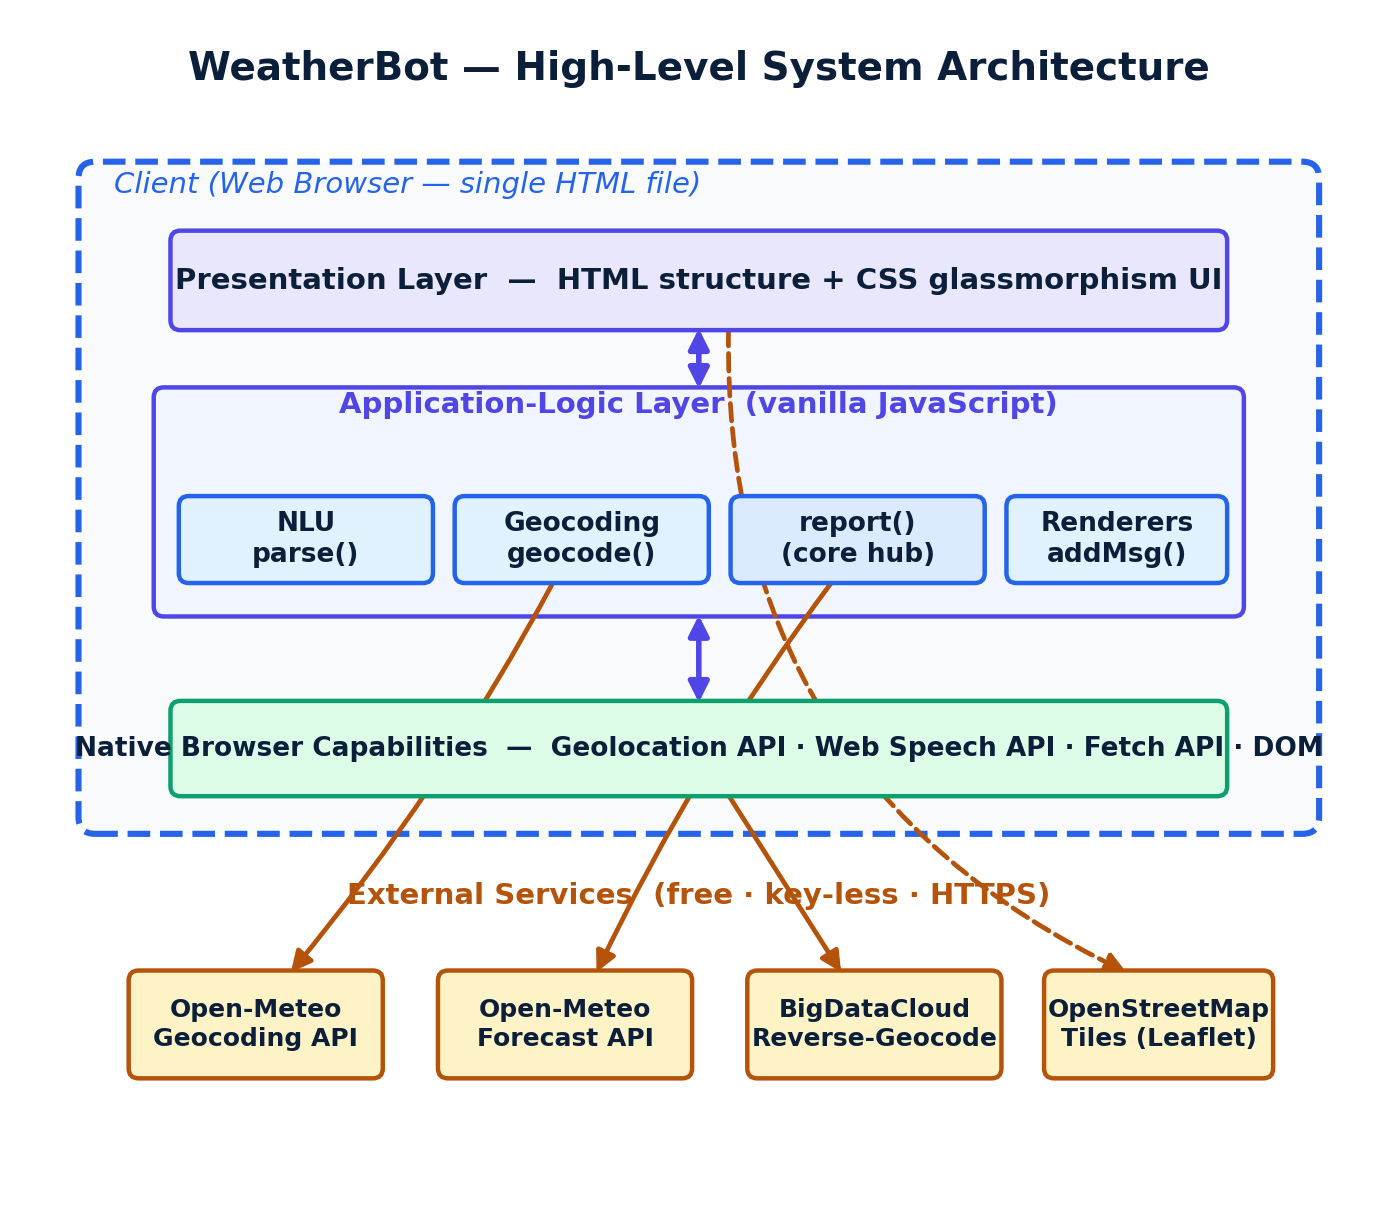 WeatherBot — High-Level System Architecture
Client (Web Browser — single HTML file)
Presentation Layer — HTML structure + CSS glassmorphism UI
Application-Logic Layer (vanilla JavaScript)
NLU
parse()
Geocoding
geocode()
report()
(core hub)
Renderers
addMsg()
Native Browser Capabilities — Geolocation API · Web Speech API · Fetch API · DOM
External Services (free · key-less · HTTPS)
Open-Meteo
Geocoding API
Open-Meteo
Forecast API
BigDataCloud
Reverse-Geocode
OpenStreetMap
Tiles (Leaflet)